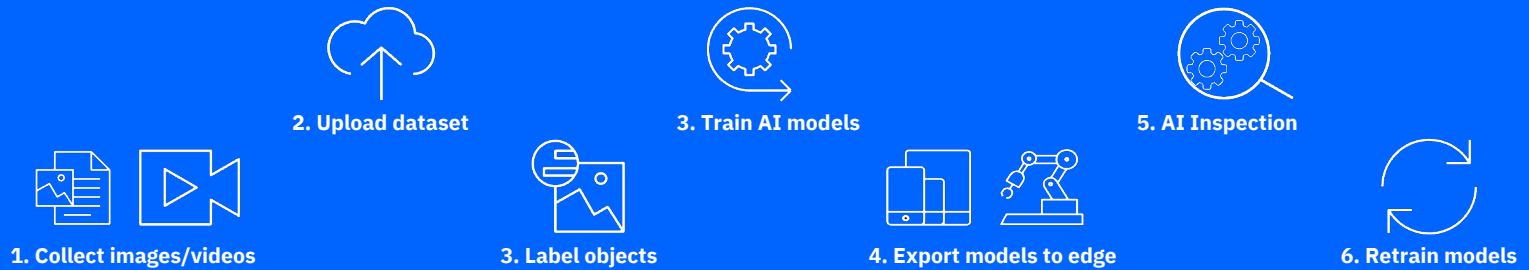 2. Upload dataset
3. Train AI models
5. AI Inspection
1. Collect images/videos
3. Label objects
4. Export models to edge
6. Retrain models